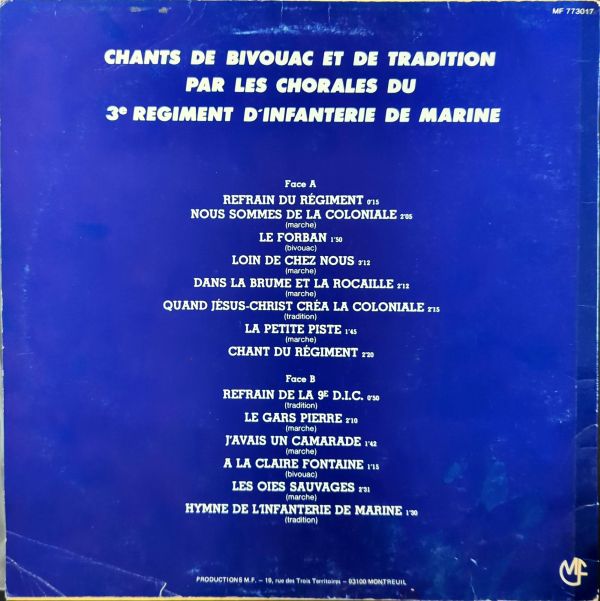 MF 773017
CHANTS DE BIVOUAC ET DE TRADITION
PAR LES CHORALES DU
3e REGIMENT D'INFANTERIE DE MARINE
Face A
REFRAIN DU RÉGIMENT 0'15
NOUS SOMMES DE LA COLONIALE 2'05
(marche)
LE FORBAN 1'50
(bivouac)
LOIN DE CHEZ NOUS 2'12
(marche)
DANS LA BRUME ET LA ROCAILLE 2'12
(marche)
QUAND JÉSUS-CHRIST CRÉA LA COLONIALE 2'15
(tradition)
LA PETITE PISTE 1'45
(marche)
CHANT DU RÉGIMENT 2'20
Face B
REFRAIN DE LA 9E D.I.C. 0'50
(tradition)
LE GARS PIERRE 2'10
(marche)
J'AVAIS UN CAMARADE 1'42
(marche)
A LA CLAIRE FONTAINE 1'15
(bivouac)
LES OIES SAUVAGES 2'31
(marche)
HYMNE DE L'INFANTERIE DE MARINE 1'30
(tradition)
PRODUCTIONS M.F. – 19, rue des Trois Territoires – 93100 MONTREUIL
MF